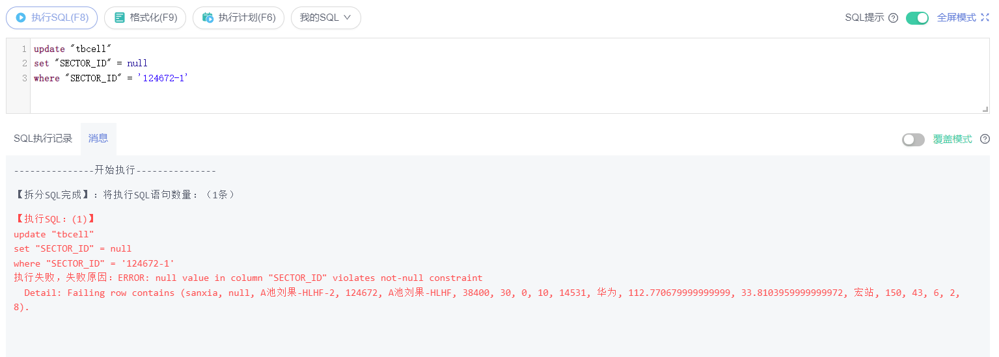 执行SQL(F8) 格式化(F9) 执行计划(F6) 我的SQL SQL提示 ? 全屏模式
1 update "tbcell"
2 set "SECTOR_ID" = null
3 where "SECTOR_ID" = '124672-1'
SQL执行记录 消息 覆盖模式 ?
---------------开始执行---------------
【拆分SQL完成】：将执行SQL语句数量：（1条）
【执行SQL：(1)】
update "tbcell"
set "SECTOR_ID" = null
where "SECTOR_ID" = '124672-1'
执行失败，失败原因：ERROR: null value in column "SECTOR_ID" violates not-null constraint
Detail: Failing row contains (sanxia, null, A池刘果-HLHF-2, 124672, A池刘果-HLHF, 38400, 30, 0, 10, 14531, 华为, 112.770679999999999, 33.8103959999999972, 宏站, 150, 43, 6, 2,
8).